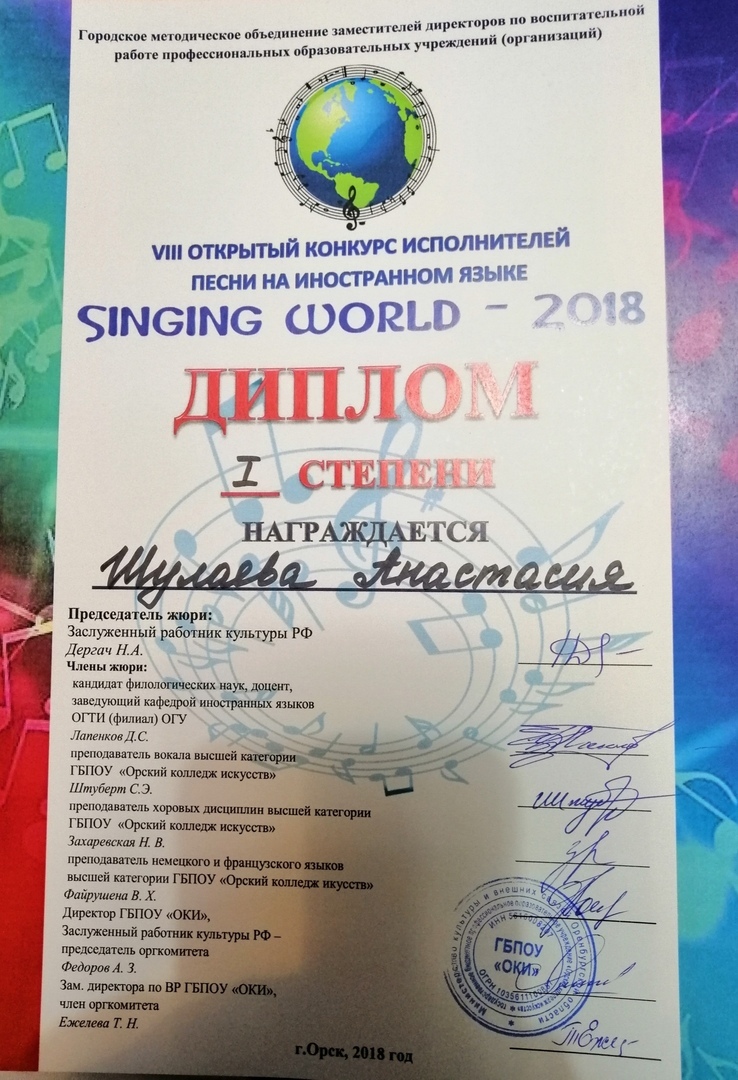 Городское методическое объединение заместителей директоров по воспитательной
работе профессиональных образовательных учреждений (организаций)
VIII ОТКРЫТЫЙ КОНКУРС ИСПОЛНИТЕЛЕЙ
ПЕСНИ НА ИНОСТРАННОМ ЯЗЫКЕ
SINGING WORLD - 2018
ДИПЛОМ
I СТЕПЕНИ
НАГРАЖДАЕТСЯ
Шулаева Анастасия
Председатель жюри:
Заслуженный работник культуры РФ
Дергач Н.А.
Члены жюри:
кандидат филологических наук, доцент,
заведующий кафедрой иностранных языков
ОГТИ (филиал) ОГУ
Лапенков Д.С.
преподаватель вокала высшей категории
ГБПОУ «Орский колледж искусств»
Штуберт С.Э.
преподаватель хоровых дисциплин высшей категории
ГБПОУ «Орский колледж искусств»
Захаревская Н. В.
преподаватель немецкого и французского языков
высшей категории ГБПОУ «Орский колледж икусств»
Файрушена В. Х.
Директор ГБПОУ «ОКИ»,
Заслуженный работник культуры РФ –
председатель оргкомитета
Федоров А. З.
Зам. директора по ВР ГБПОУ «ОКИ»,
член оргкомитета
Ежелева Т. Н.
ГБПОУ
«ОКИ»
г.Орск, 2018 год